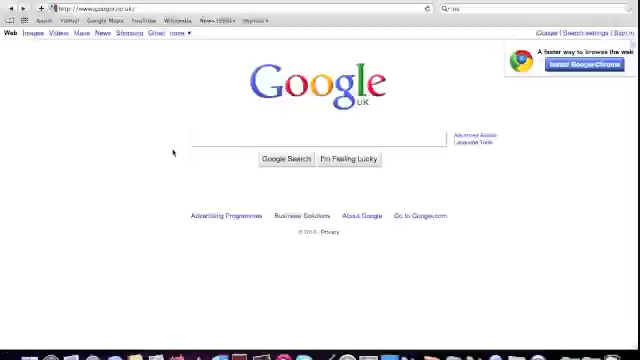 http://www.google.co.uk/
Apple Yahoo! Google Maps YouTube Wikipedia News Popular
Web Images Videos Maps News Shopping Gmail more
iGoogle | Search settings | Sign in
A faster way to browse the web
Install Google Chrome
Google
UK
Advanced Search
Language Tools
Google Search I'm Feeling Lucky
Advertising Programmes Business Solutions About Google Go to Google.com
© 2010 - Privacy